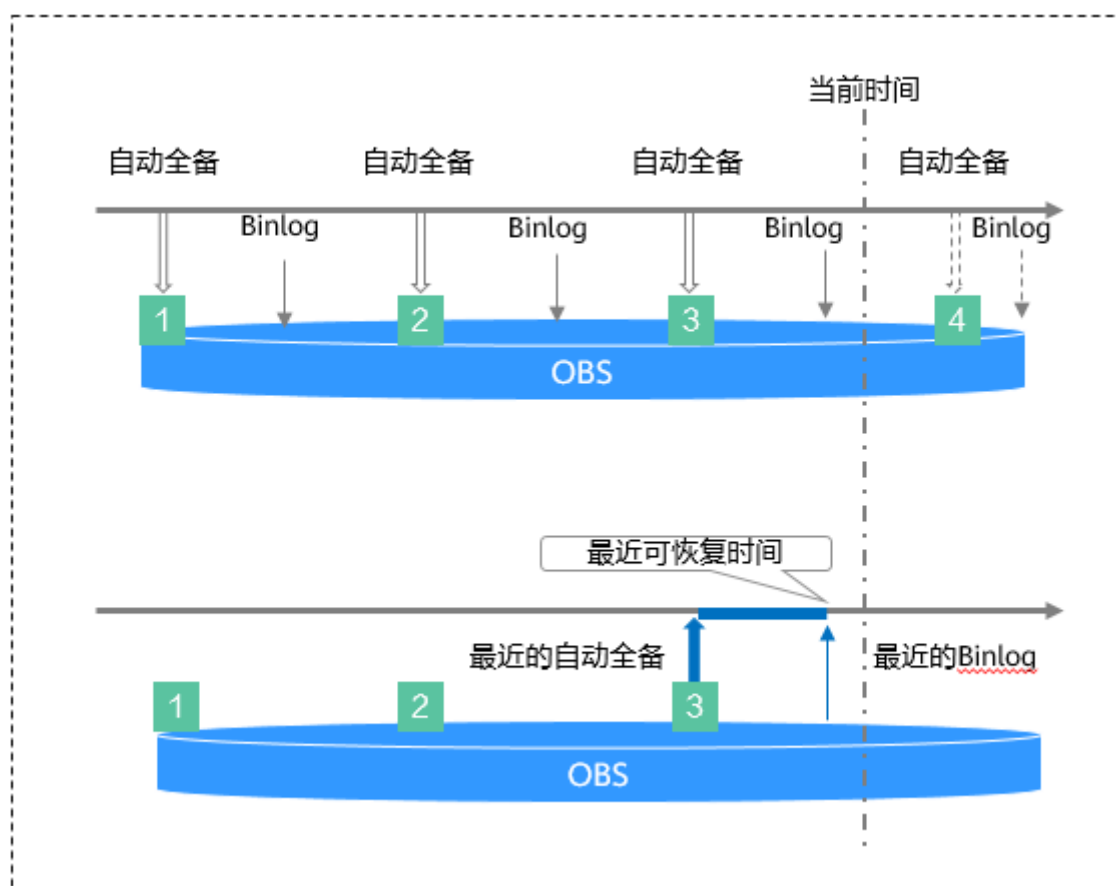 当前时间
自动全备
自动全备
自动全备
自动全备
Binlog
Binlog
Binlog
Binlog
1
2
3
4
OBS
最近可恢复时间
最近的自动全备
最近的Binlog
1
2
3
OBS